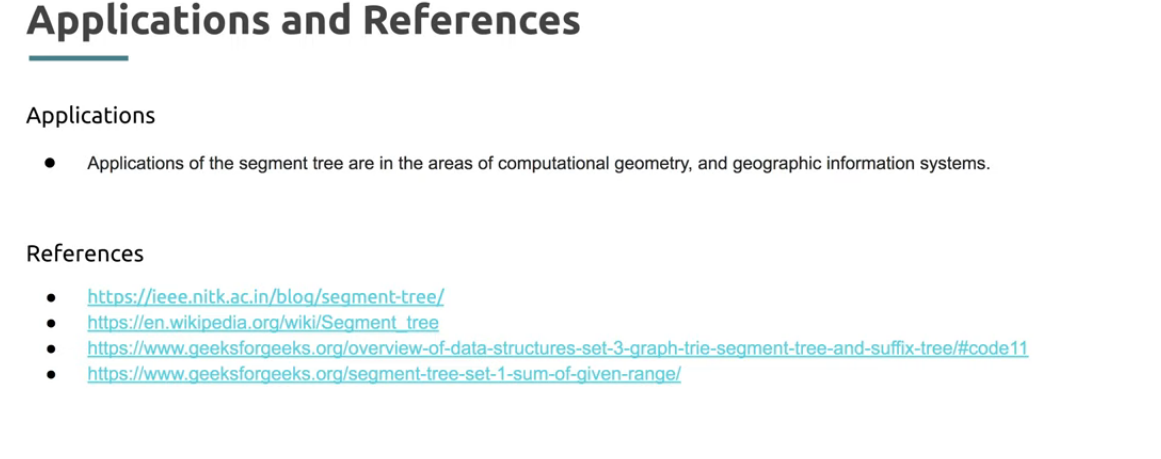 Applications and References
Applications
● Applications of the segment tree are in the areas of computational geometry, and geographic information systems.
References
● https://ieee.nitk.ac.in/blog/segment-tree/
● https://en.wikipedia.org/wiki/Segment_tree
● https://www.geeksforgeeks.org/overview-of-data-structures-set-3-graph-trie-segment-tree-and-suffix-tree/#code11
● https://www.geeksforgeeks.org/segment-tree-set-1-sum-of-given-range/